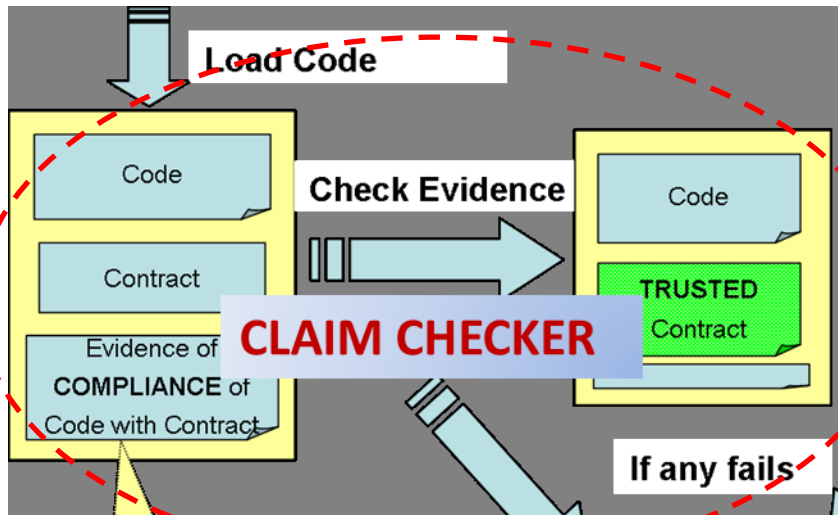 Load Code
Code
Contract
Evidence of
COMPLIANCE of
Code with Contract
Check Evidence
CLAIM CHECKER
Code
TRUSTED
Contract
If any fails